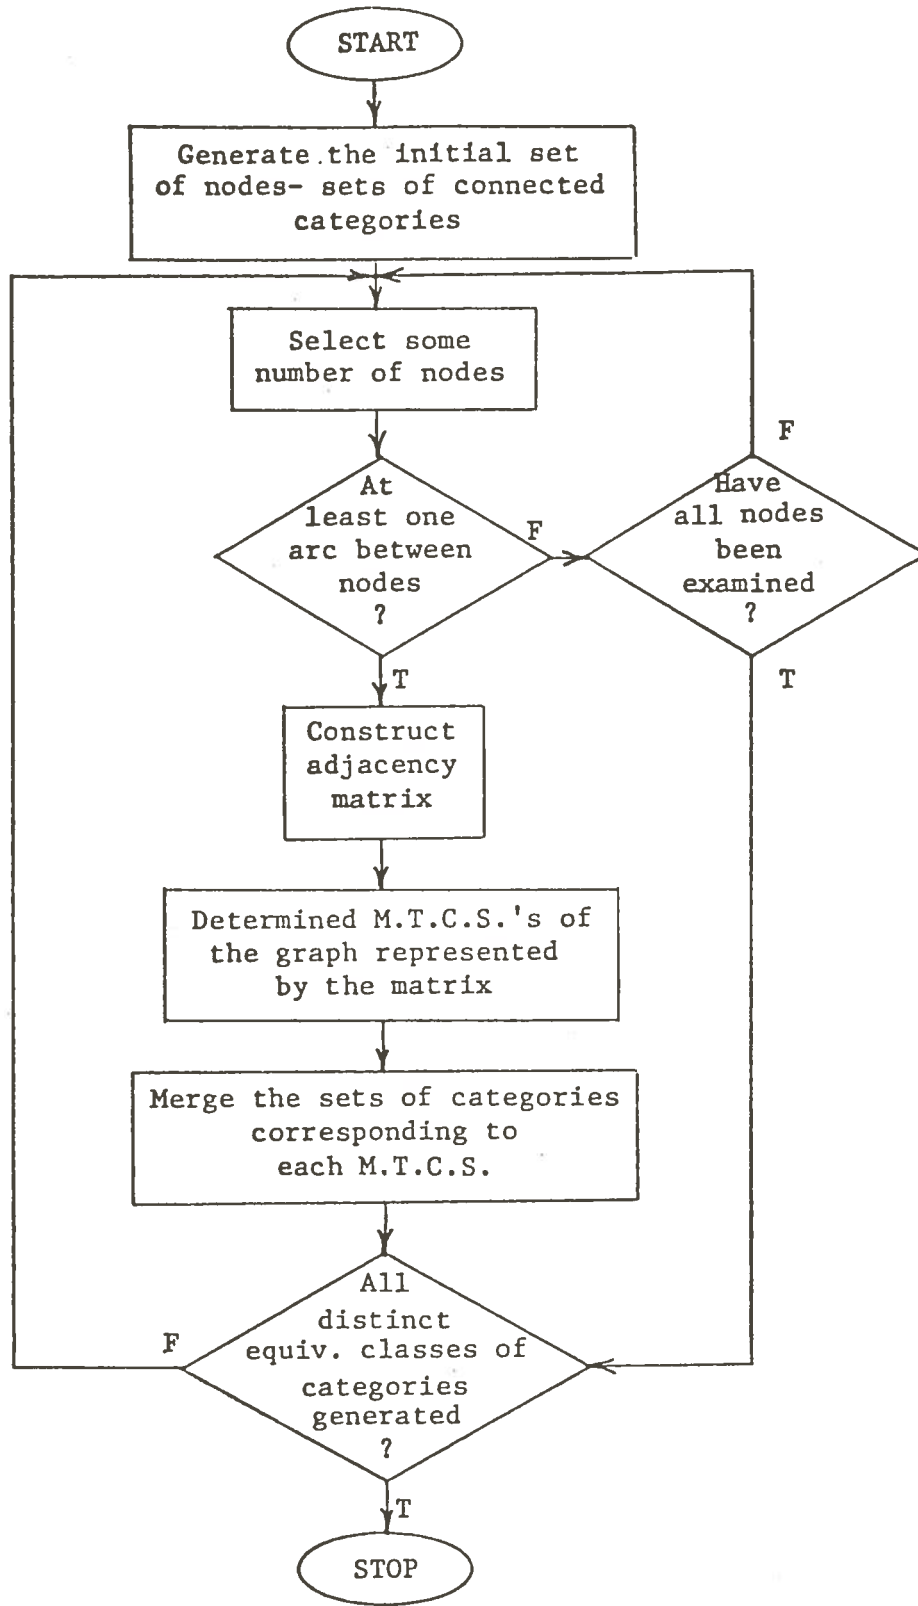 START
Generate the initial set
of nodes- sets of connected
categories
Select some
number of nodes
At
least one
arc between
nodes
?
F
T
F
Have
all nodes
been
examined
?
T
Construct
adjacency
matrix
Determined M.T.C.S.'s of
the graph represented
by the matrix
Merge the sets of categories
corresponding to
each M.T.C.S.
All
distinct
equiv. classes of
categories
generated
?
F
T
STOP